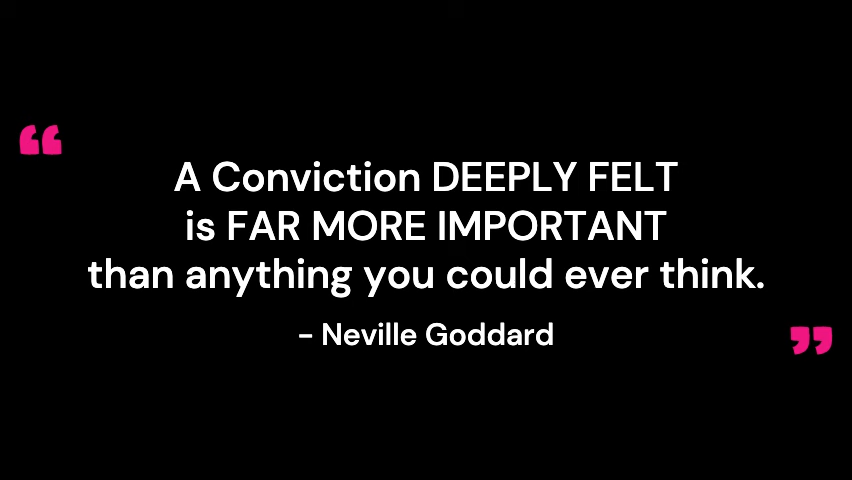 “
A Conviction DEEPLY FELT
is FAR MORE IMPORTANT
than anything you could ever think.
– Neville Goddard
”